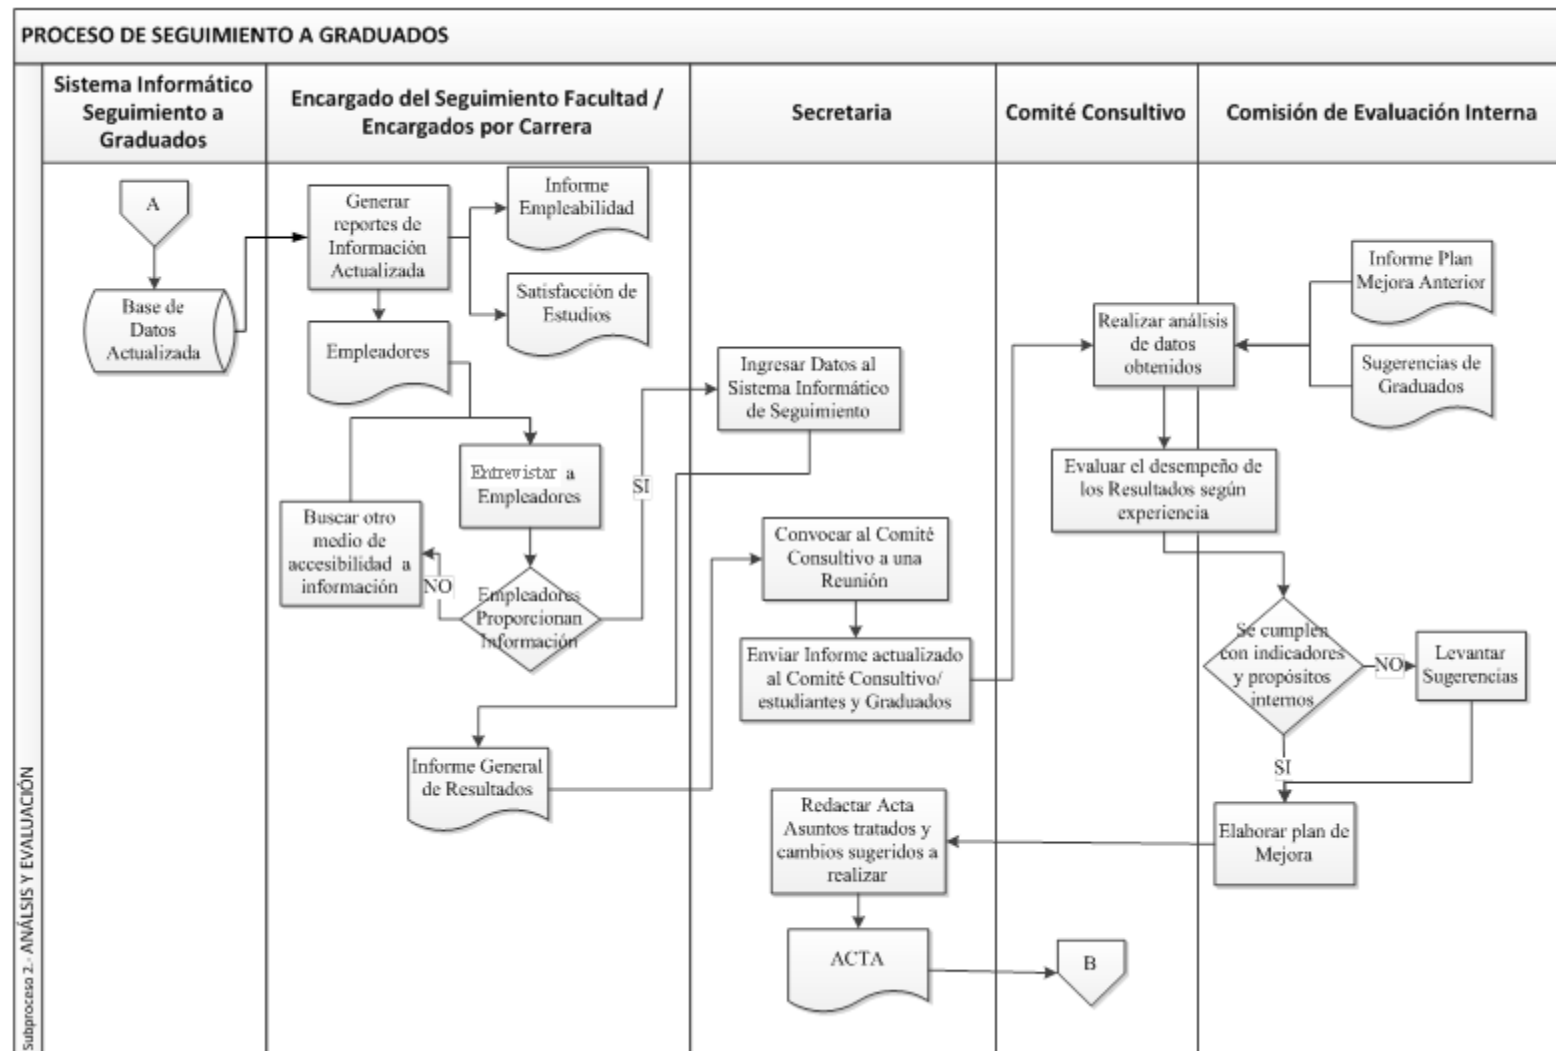 PROCESO DE SEGUIMIENTO A GRADUADOS
Sistema Informático
Seguimiento a
Graduados
Encargado del Seguimiento Facultad /
Encargados por Carrera
Secretaria
Comité Consultivo
Comisión de Evaluación Interna
A
Base de
Datos
Actualizada
Generar
reportes de
Información
Actualizada
Informe
Empleabilidad
Satisfacción de
Estudios
Empleadores
Entrevistar a
Empleadores
Buscar otro
medio de
accesibilidad a
información
NO
Empleadores
Proporcionan
Información
SI
Informe General
de Resultados
Ingresar Datos al
Sistema Informático
de Seguimiento
Convocar al Comité
Consultivo a una
Reunión
Enviar Informe actualizado
al Comité Consultivo/
estudiantes y Graduados
Redactar Acta
Asuntos tratados y
cambios sugeridos a
realizar
ACTA
B
Realizar análisis
de datos
obtenidos
Evaluar el desempeño de
los Resultados según
experiencia
Informe Plan
Mejora Anterior
Sugerencias de
Graduados
Se cumplen
con indicadores
y propósitos
internos
NO
Levantar
Sugerencias
SI
Elaborar plan de
Mejora
Subproceso 2.- ANÁLSIS Y EVALUACIÓN